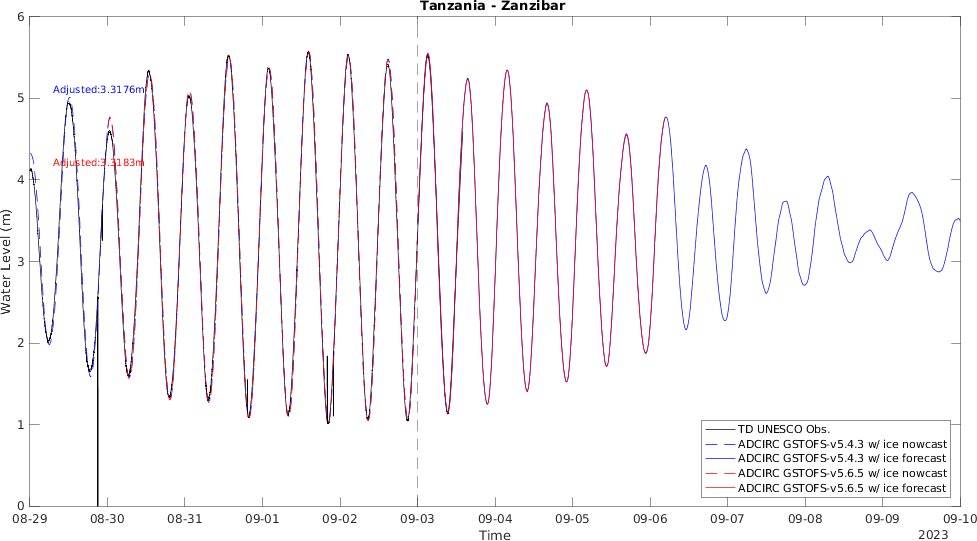 Tanzania - Zanzibar
6
5
4
3
2
1
0
Water Level (m)
Adjusted:3.3176m
Adjusted:3.3183m
TD UNESCO Obs.
ADCIRC GSTOFS-v5.4.3 w/ ice nowcast
ADCIRC GSTOFS-v5.4.3 w/ ice forecast
ADCIRC GSTOFS-v5.6.5 w/ ice nowcast
ADCIRC GSTOFS-v5.6.5 w/ ice forecast
08-29 08-30 08-31 09-01 09-02 09-03 09-04 09-05 09-06 09-07 09-08 09-09 09-10
Time
2023